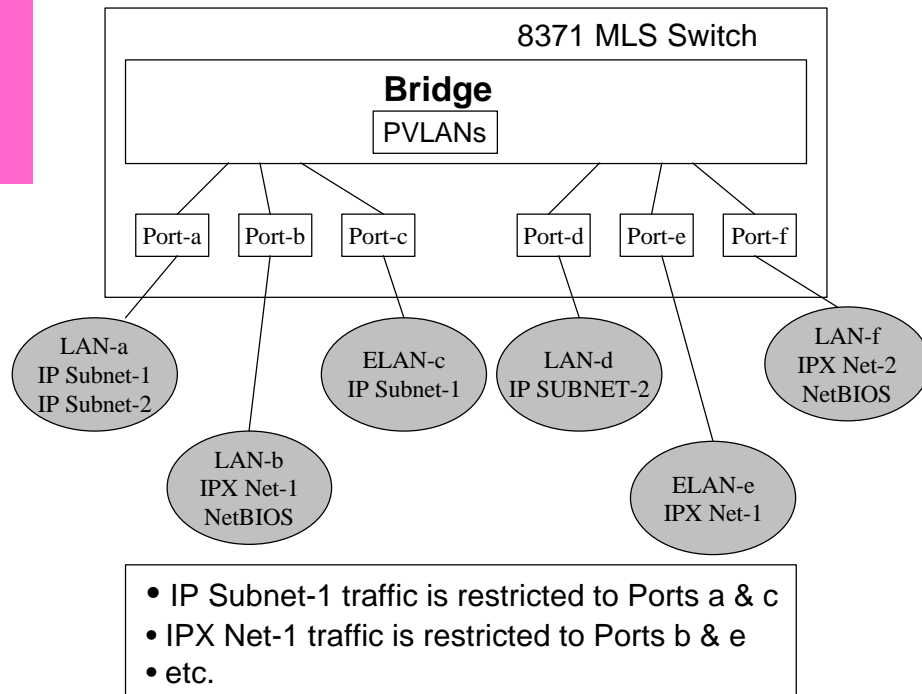 8371 MLS Switch
Bridge
PVLANs
Port-a
Port-b
Port-c
Port-d
Port-e
Port-f
LAN-a
IP Subnet-1
IP Subnet-2
ELAN-c
IP Subnet-1
LAN-d
IP SUBNET-2
LAN-f
IPX Net-2
NetBIOS
LAN-b
IPX Net-1
NetBIOS
ELAN-e
IPX Net-1
• IP Subnet-1 traffic is restricted to Ports a & c
• IPX Net-1 traffic is restricted to Ports b & e
• etc.